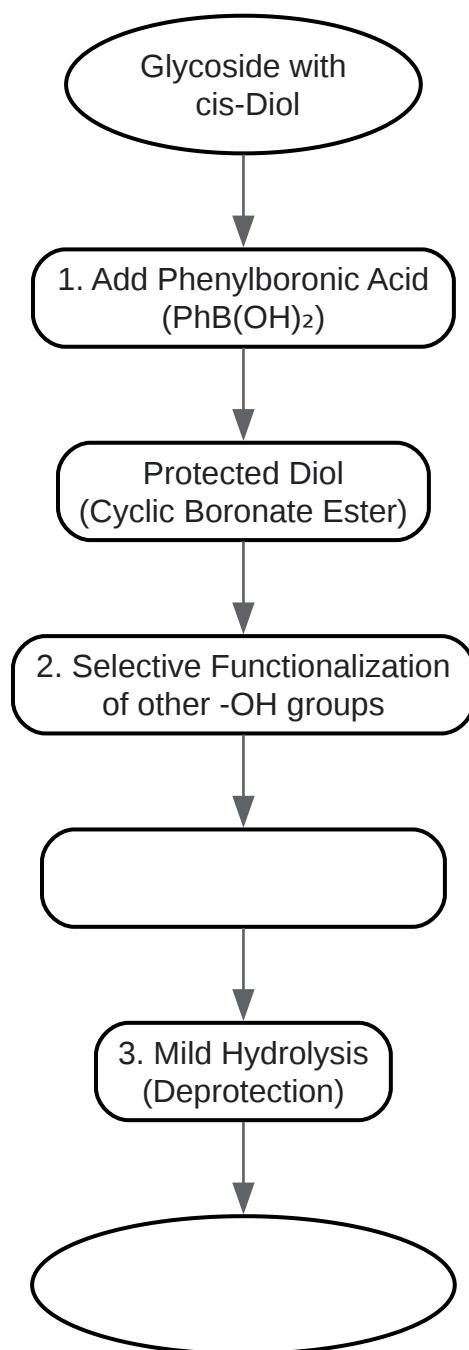 Glycoside with
cis-Diol
1. Add Phenylboronic Acid
(PhB(OH)₂)
Protected Diol
(Cyclic Boronate Ester)
2. Selective Functionalization
of other -OH groups
3. Mild Hydrolysis
(Deprotection)